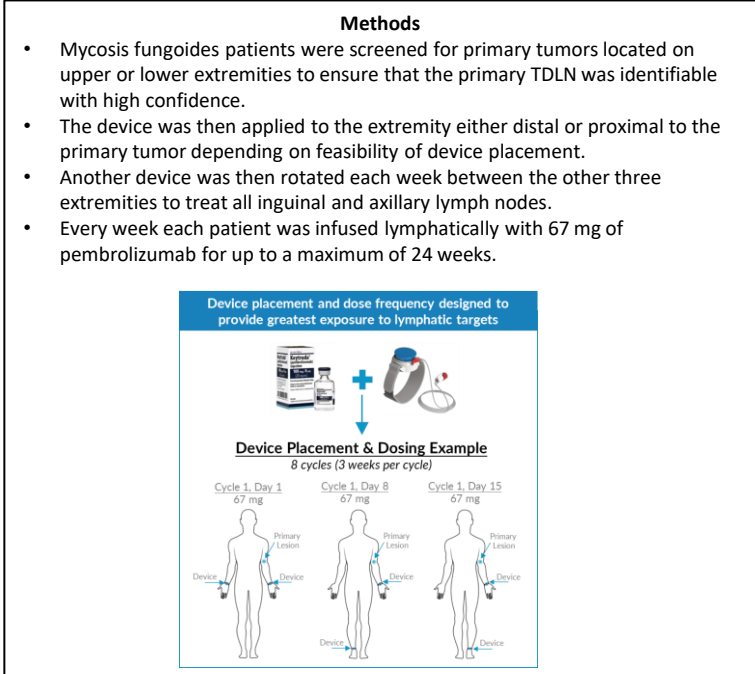 Methods
• Mycosis fungoides patients were screened for primary tumors located on
upper or lower extremities to ensure that the primary TDLN was identifiable
with high confidence.
• The device was then applied to the extremity either distal or proximal to the
primary tumor depending on feasibility of device placement.
• Another device was then rotated each week between the other three
extremities to treat all inguinal and axillary lymph nodes.
• Every week each patient was infused lymphatically with 67 mg of
pembrolizumab for up to a maximum of 24 weeks.
Device placement and dose frequency designed to
provide greatest exposure to lymphatic targets
Keytruda
Device Placement & Dosing Example
8 cycles (3 weeks per cycle)
Cycle 1, Day 1
67 mg
Cycle 1, Day 8
67 mg
Cycle 1, Day 15
67 mg
Primary
Lesion
Device
Device
Primary
Lesion
Device
Device
Primary
Lesion
Device
Device